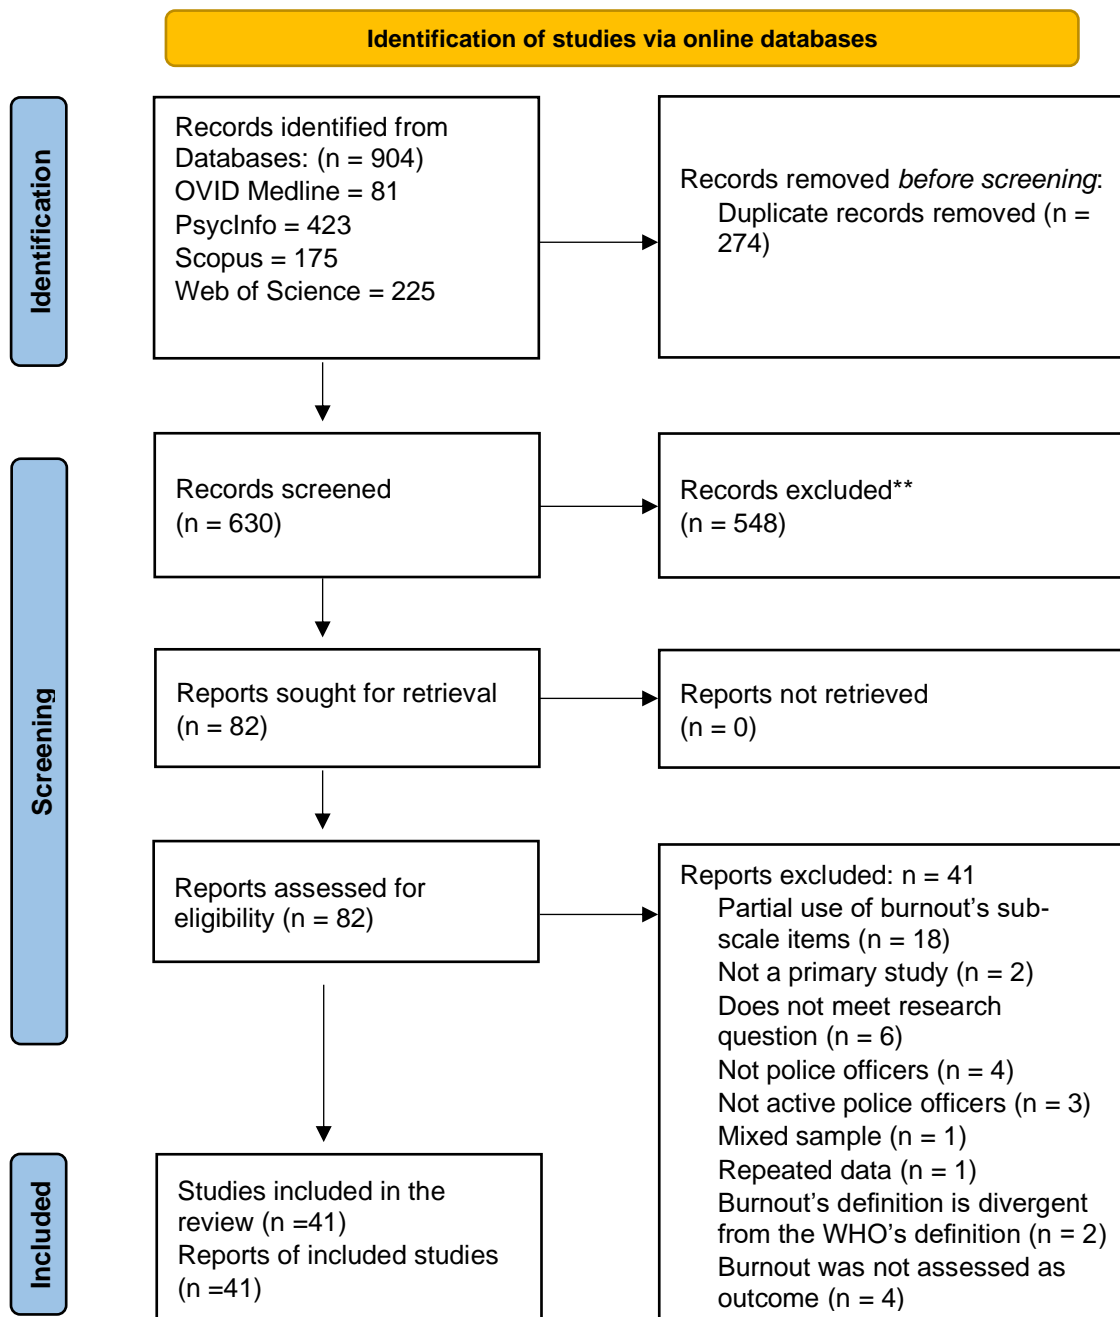 Identification of studies via online databases
Identification
Records identified from
Databases: (n = 904)
OVID Medline = 81
PsycInfo = 423
Scopus = 175
Web of Science = 225
Records removed before screening:
Duplicate records removed (n =
274)
Screening
Records screened
(n = 630)
Records excluded**
(n = 548)
Reports sought for retrieval
(n = 82)
Reports not retrieved
(n = 0)
Reports assessed for
eligibility (n = 82)
Reports excluded: n = 41
Partial use of burnout's sub-
scale items (n = 18)
Not a primary study (n = 2)
Does not meet research
question (n = 6)
Not police officers (n = 4)
Not active police officers (n = 3)
Mixed sample (n = 1)
Repeated data (n = 1)
Burnout's definition is divergent
from the WHO's definition (n = 2)
Burnout was not assessed as
outcome (n = 4)
Included
Studies included in the
review (n =41)
Reports of included studies
(n =41)